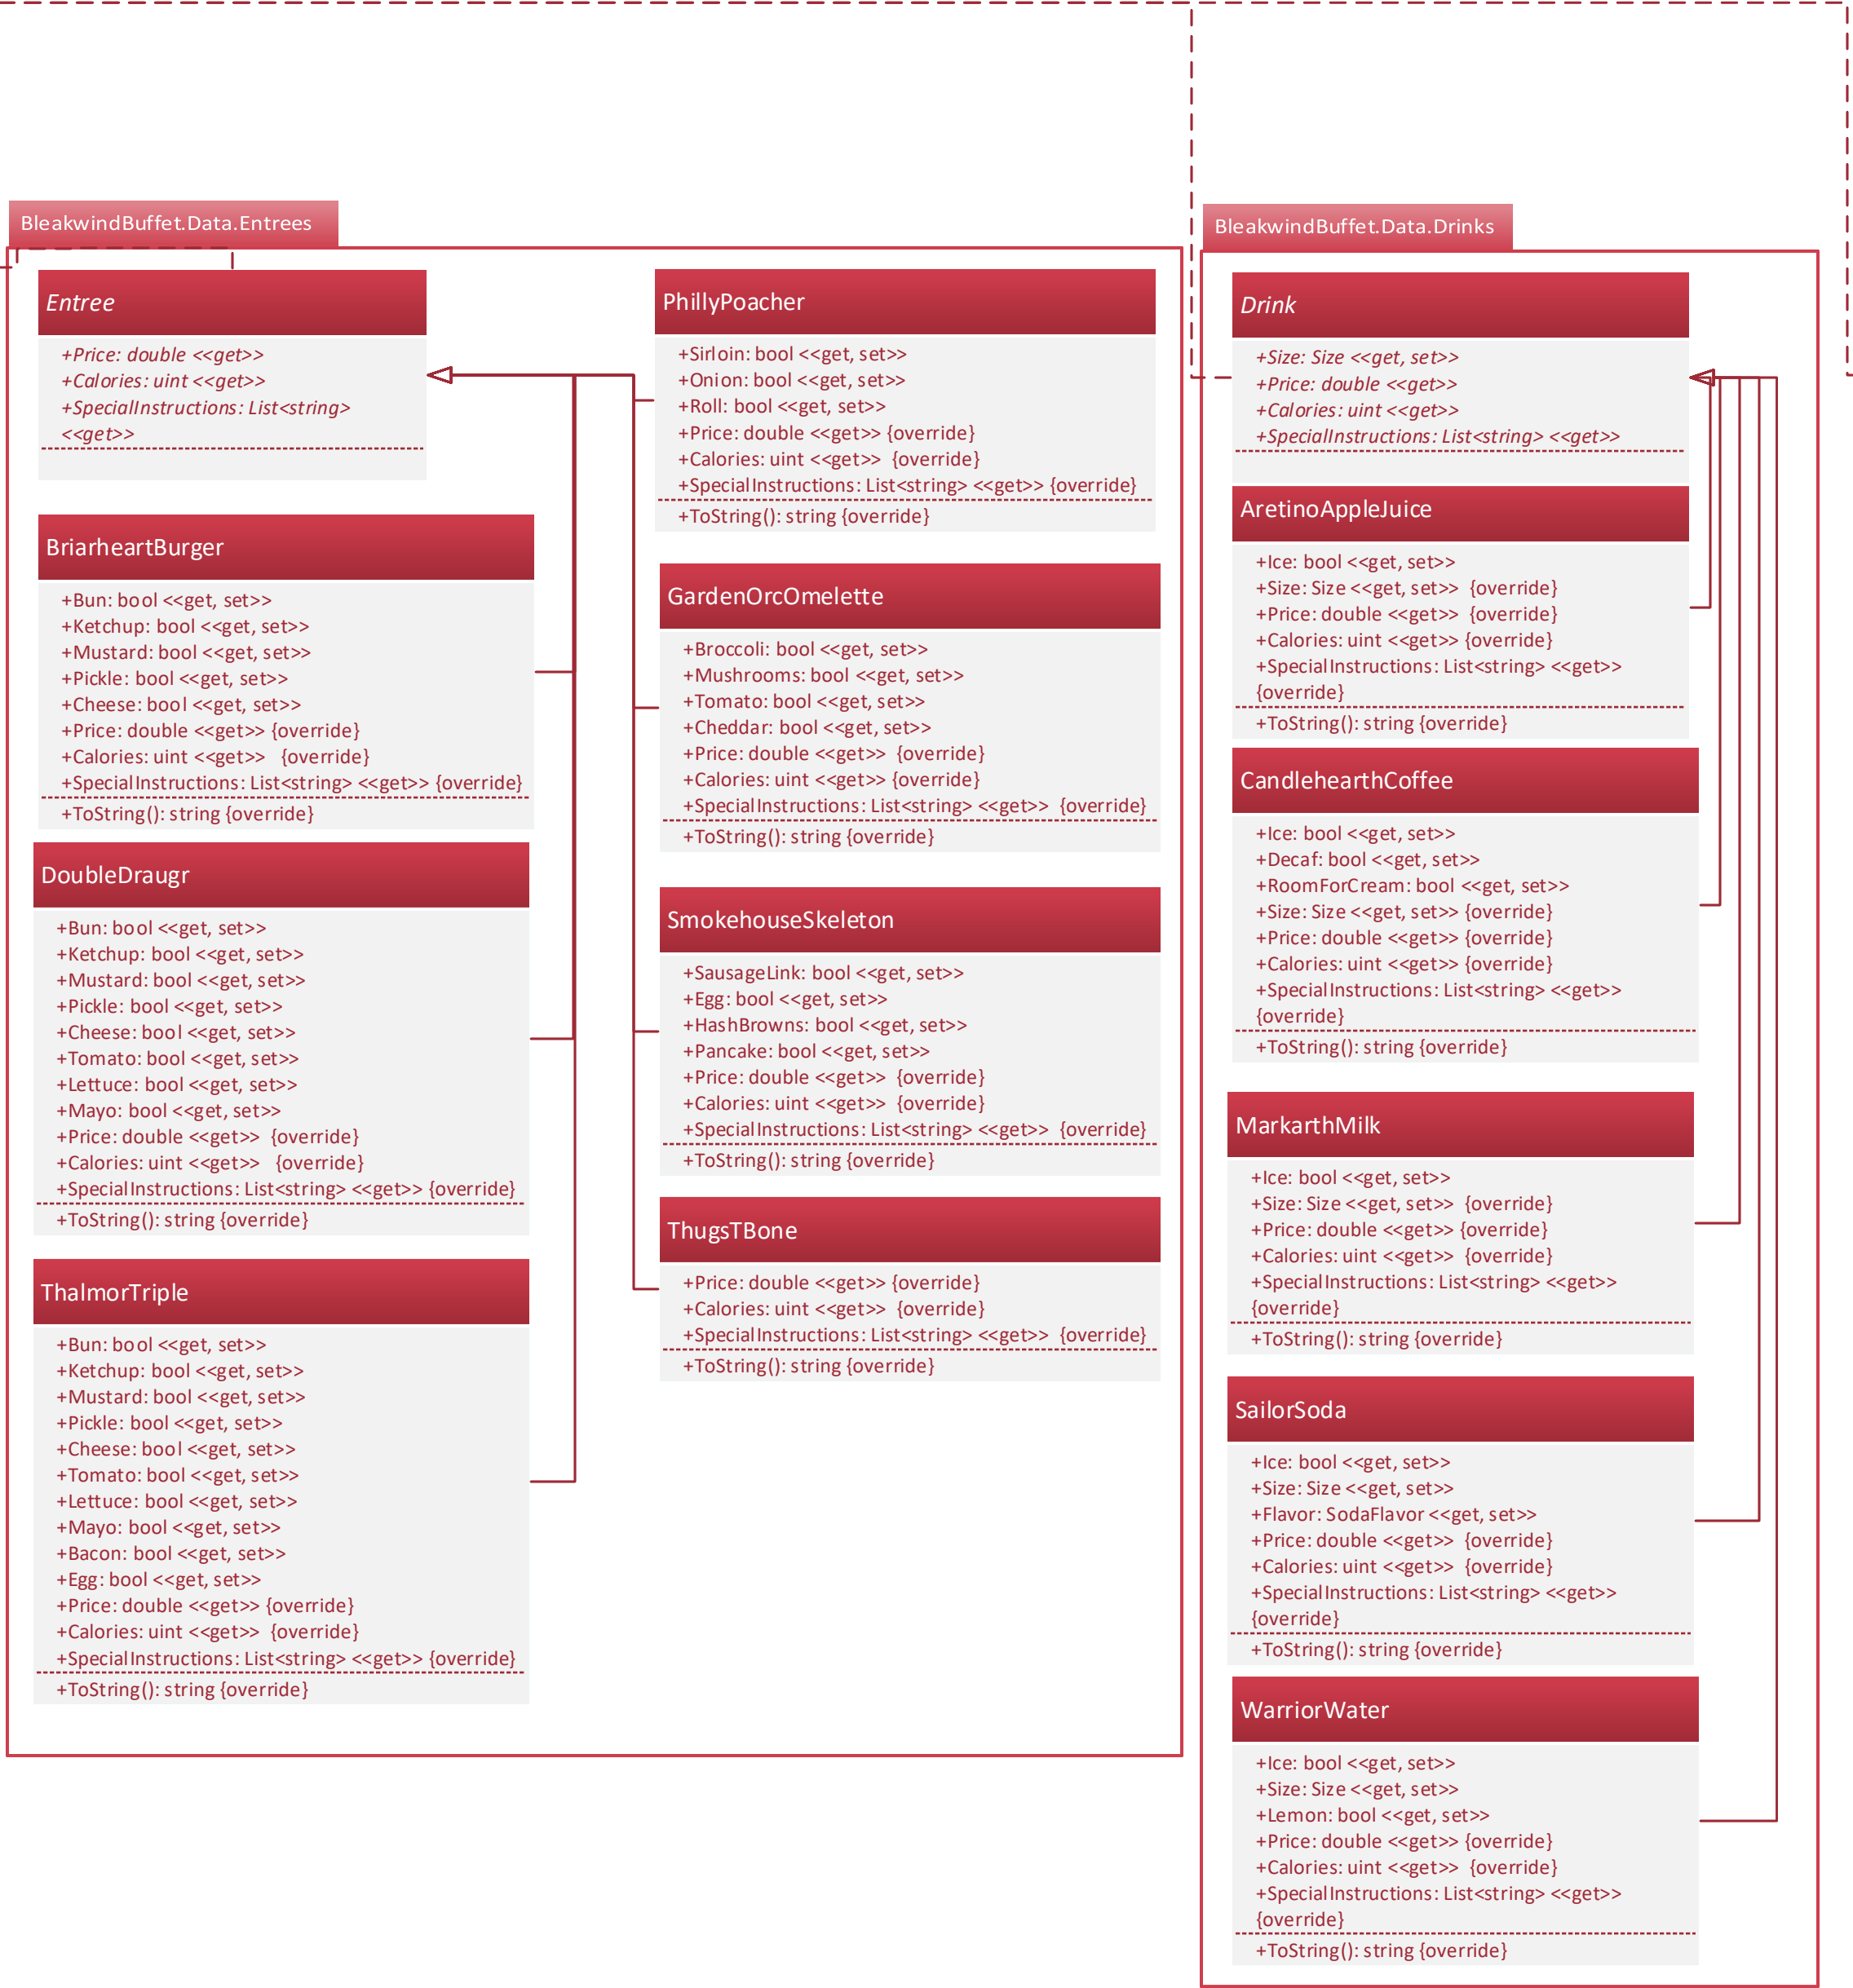 BleakwindBuffet.Data.Entrees
Entree
+Price: double <<get>>
+Calories: uint <<get>>
+SpecialInstructions: List<string>
<<get>>
BriarheartBurger
+Bun: bool <<get, set>>
+Ketchup: bool <<get, set>>
+Mustard: bool <<get, set>>
+Pickle: bool <<get, set>>
+Cheese: bool <<get, set>>
+Price: double <<get>> {override}
+Calories: uint <<get>> {override}
+SpecialInstructions: List<string> <<get>> {override}
+ToString(): string {override}
DoubleDraugr
+Bun: bool <<get, set>>
+Ketchup: bool <<get, set>>
+Mustard: bool <<get, set>>
+Pickle: bool <<get, set>>
+Cheese: bool <<get, set>>
+Tomato: bool <<get, set>>
+Lettuce: bool <<get, set>>
+Mayo: bool <<get, set>>
+Price: double <<get>> {override}
+Calories: uint <<get>> {override}
+SpecialInstructions: List<string> <<get>> {override}
+ToString(): string {override}
ThalmorTriple
+Bun: bool <<get, set>>
+Ketchup: bool <<get, set>>
+Mustard: bool <<get, set>>
+Pickle: bool <<get, set>>
+Cheese: bool <<get, set>>
+Tomato: bool <<get, set>>
+Lettuce: bool <<get, set>>
+Mayo: bool <<get, set>>
+Bacon: bool <<get, set>>
+Egg: bool <<get, set>>
+Price: double <<get>> {override}
+Calories: uint <<get>> {override}
+SpecialInstructions: List<string> <<get>> {override}
+ToString(): string {override}
PhillyPoacher
+Sirloin: bool <<get, set>>
+Onion: bool <<get, set>>
+Roll: bool <<get, set>>
+Price: double <<get>> {override}
+Calories: uint <<get>> {override}
+SpecialInstructions: List<string> <<get>> {override}
+ToString(): string {override}
GardenOrcOmelette
+Broccoli: bool <<get, set>>
+Mushrooms: bool <<get, set>>
+Tomato: bool <<get, set>>
+Cheddar: bool <<get, set>>
+Price: double <<get>> {override}
+Calories: uint <<get>> {override}
+SpecialInstructions: List<string> <<get>> {override}
+ToString(): string {override}
SmokehouseSkeleton
+SausageLink: bool <<get, set>>
+Egg: bool <<get, set>>
+HashBrowns: bool <<get, set>>
+Pancake: bool <<get, set>>
+Price: double <<get>> {override}
+Calories: uint <<get>> {override}
+SpecialInstructions: List<string> <<get>> {override}
+ToString(): string {override}
ThugsTBone
+Price: double <<get>> {override}
+Calories: uint <<get>> {override}
+SpecialInstructions: List<string> <<get>> {override}
+ToString(): string {override}
BleakwindBuffet.Data.Drinks
Drink
+Size: Size <<get, set>>
+Price: double <<get>>
+Calories: uint <<get>>
+SpecialInstructions: List<string> <<get>>
AretinoAppleJuice
+Ice: bool <<get, set>>
+Size: Size <<get, set>> {override}
+Price: double <<get>> {override}
+Calories: uint <<get>> {override}
+SpecialInstructions: List<string> <<get>>
{override}
+ToString(): string {override}
CandlehearthCoffee
+Ice: bool <<get, set>>
+Decaf: bool <<get, set>>
+RoomForCream: bool <<get, set>>
+Size: Size <<get, set>> {override}
+Price: double <<get>> {override}
+Calories: uint <<get>> {override}
+SpecialInstructions: List<string> <<get>>
{override}
+ToString(): string {override}
MarkarthMilk
+Ice: bool <<get, set>>
+Size: Size <<get, set>> {override}
+Price: double <<get>> {override}
+Calories: uint <<get>> {override}
+SpecialInstructions: List<string> <<get>>
{override}
+ToString(): string {override}
SailorSoda
+Ice: bool <<get, set>>
+Size: Size <<get, set>>
+Flavor: SodaFlavor <<get, set>>
+Price: double <<get>> {override}
+Calories: uint <<get>> {override}
+SpecialInstructions: List<string> <<get>>
{override}
+ToString(): string {override}
WarriorWater
+Ice: bool <<get, set>>
+Size: Size <<get, set>>
+Lemon: bool <<get, set>>
+Price: double <<get>> {override}
+Calories: uint <<get>> {override}
+SpecialInstructions: List<string> <<get>>
{override}
+ToString(): string {override}